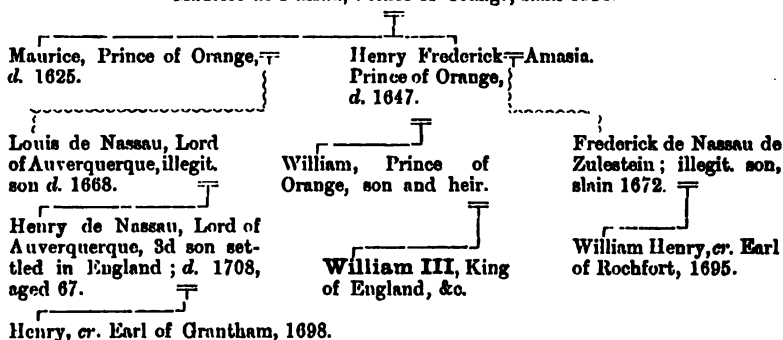 Maurice, Prince of Orange,
d. 1625.
Henry Frederick Amasia.
Prince of Orange,
d. 1647.
Louis de Nassau, Lord
of Auverquerque, illegit.
son d. 1668.
William, Prince of
Orange, son and heir.
Frederick de Nassau de
Zulestein; illegit. son,
slain 1672.
Henry de Nassau, Lord of
Auverquerque, 3d son set-
tled in England; d. 1708,
aged 67.
William III, King
of England, &c.
William Henry, cr. Earl
of Rochfort, 1695.
Henry, cr. Earl of Grantham, 1698.